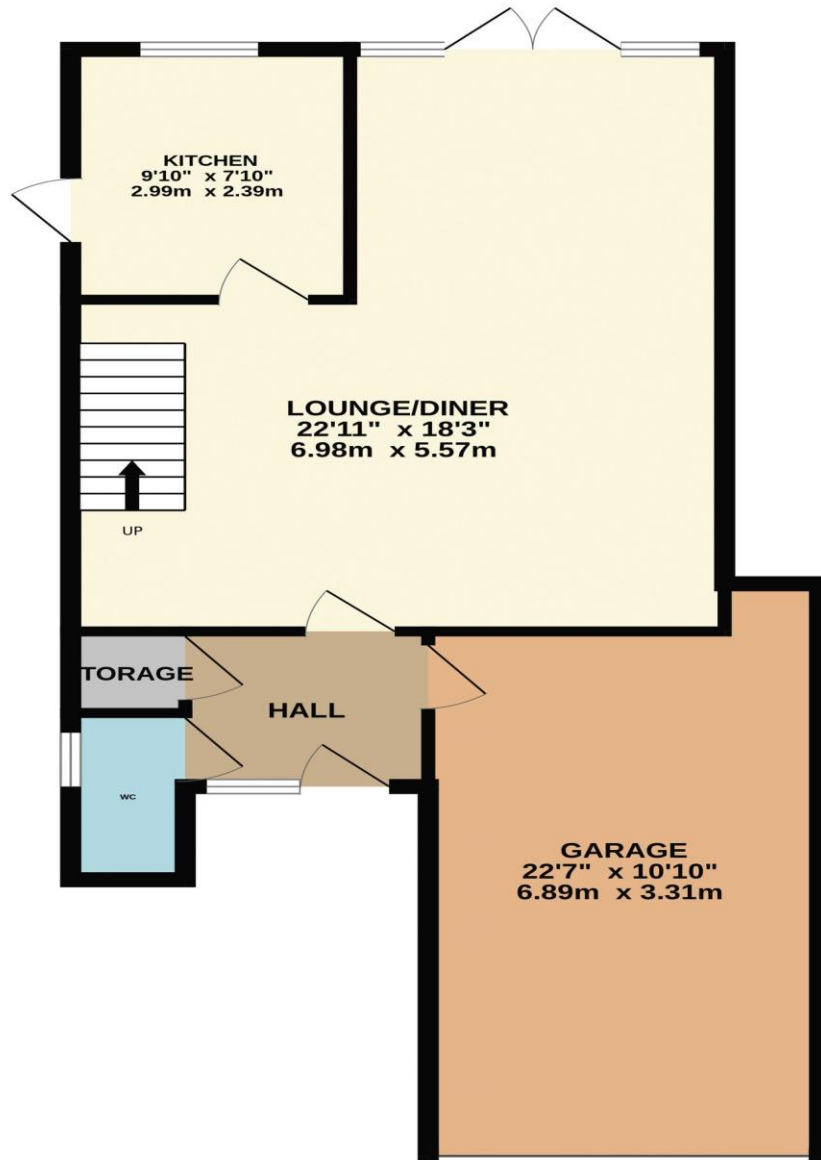 KITCHEN
9'10" x 7'10"
2.99m x 2.39m
LOUNGE/DINER
22'11" x 18'3"
6.98m x 5.57m
UP
TORAGE
HALL
WC
GARAGE
22'7" x 10'10"
6.89m x 3.31m